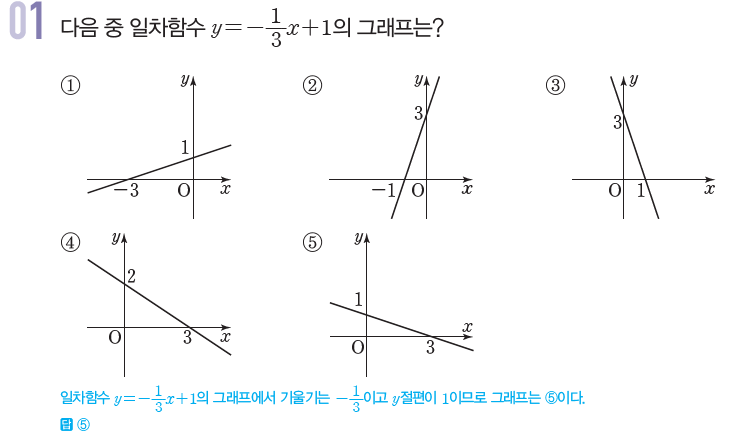 01 다음 중 일차함수 y=-1/3x+1의 그래프는?
① y 1 -3 O x
② y 3 -1 O x
③ y 3 O 1 x
④ y 2 O 3 x
⑤ y 1 O 3 x
일차함수 y=-1/3x+1의 그래프에서 기울기는 -1/3이고 y절편이 1이므로 그래프는 ⑤이다.
답 ⑤